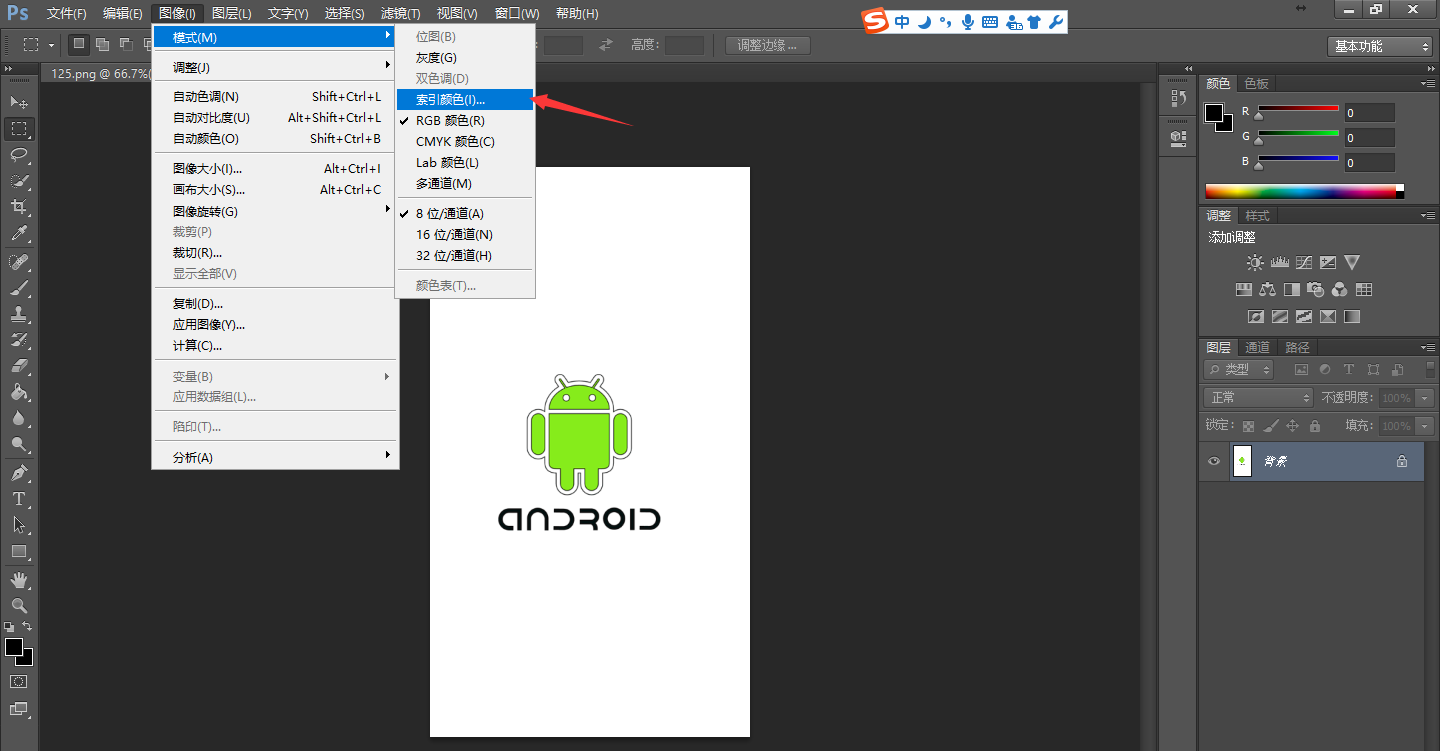 Ps 文件(F) 编辑(E) 图像(I) 图层(L) 文字(Y) 选择(S) 滤镜(T) 视图(V) 窗口(W) 帮助(H)
S 中
高度: 调整边缘... 基本功能
125.png @ 66.7%(
模式(M)
调整(J)
自动色调(N) Shift+Ctrl+L
自动对比度(U) Alt+Shift+Ctrl+L
自动颜色(O) Shift+Ctrl+B
图像大小(I)... Alt+Ctrl+I
画布大小(S)... Alt+Ctrl+C
图像旋转(G)
裁剪(P)
裁切(R)...
显示全部(V)
复制(D)...
应用图像(Y)...
计算(C)...
变量(B)
应用数据组(L)...
陷印(T)...
分析(A)
位图(B)
灰度(G)
双色调(D)
索引颜色(I)...
RGB 颜色(R)
CMYK 颜色(C)
Lab 颜色(L)
多通道(M)
8 位/通道(A)
16 位/通道(N)
32 位/通道(H)
颜色表(T)...
ANDROID
颜色 色板
R 0
G 0
B 0
调整 样式
添加调整
图层 通道 路径
类型
正常 不透明度: 100%
锁定: 填充: 100%
背景